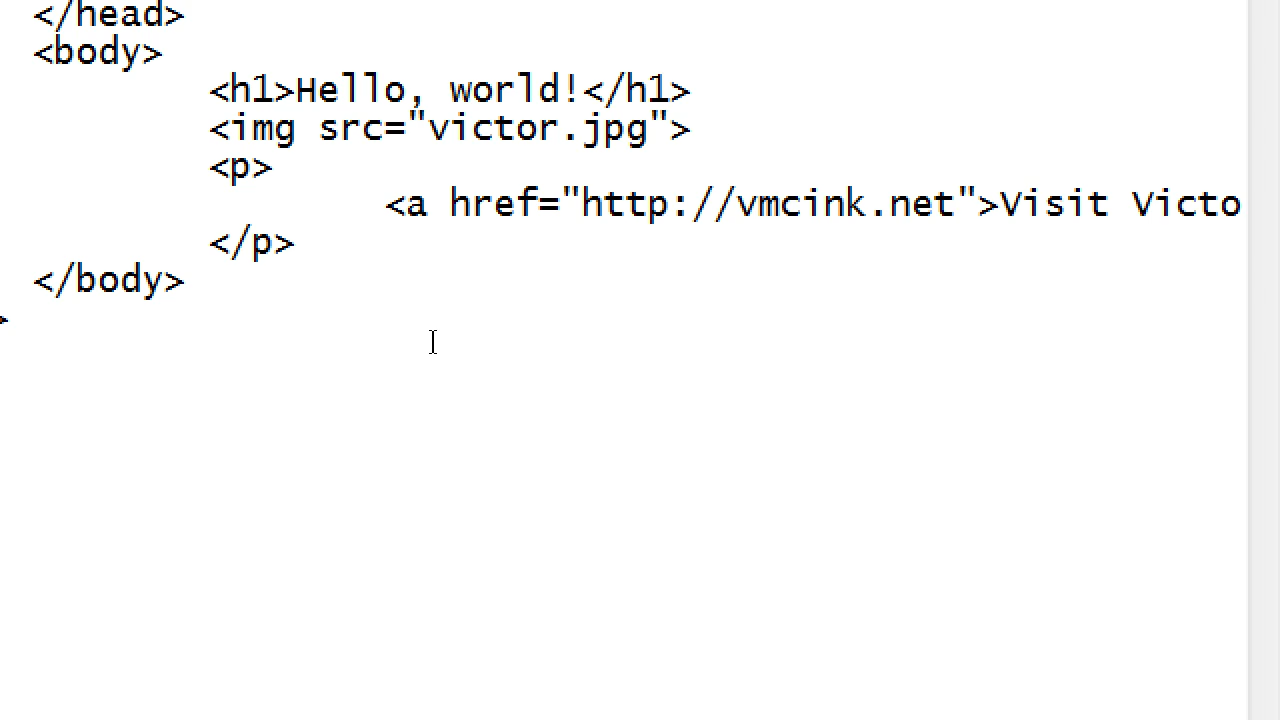 </head>
<body>
<h1>Hello, world!</h1>
<img src="victor.jpg">
<p>
<a href="http://vmcink.net">Visit Victo
</p>
</body>
>